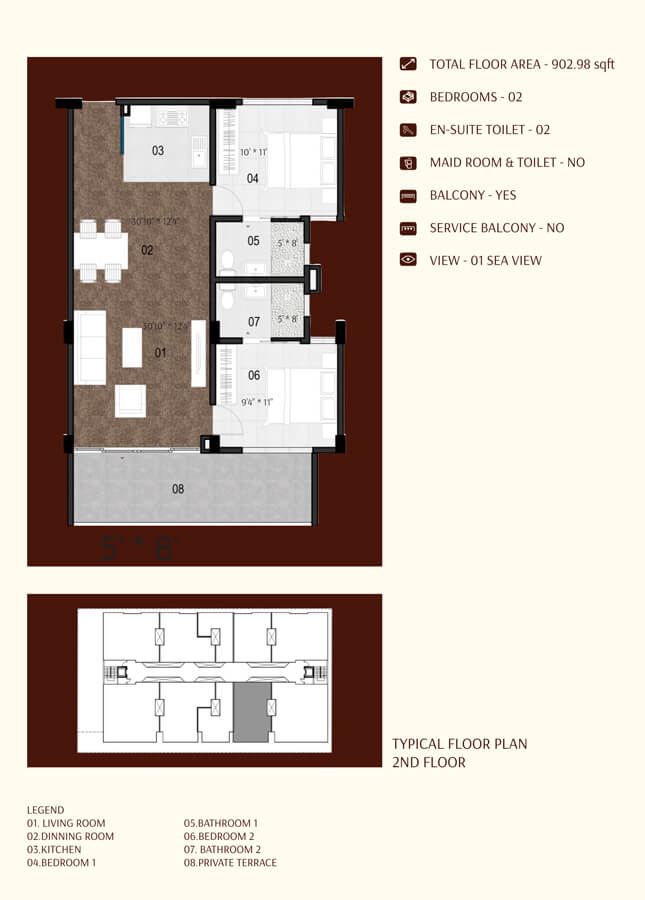 TOTAL FLOOR AREA - 902.98 sqft
BEDROOMS - 02
EN-SUITE TOILET - 02
MAID ROOM & TOILET - NO
BALCONY - YES
SERVICE BALCONY - NO
VIEW - 01 SEA VIEW
03
10' * 11'
04
30'10" * 12'4"
02
05
5' * 8'
07
5' * 8'
30'10" * 12'4"
01
06
9'4" * 11'
08
5' * 8'
TYPICAL FLOOR PLAN
2ND FLOOR
LEGEND
01. LIVING ROOM
02.DINNING ROOM
03.KITCHEN
04.BEDROOM 1
05.BATHROOM 1
06.BEDROOM 2
07. BATHROOM 2
08.PRIVATE TERRACE